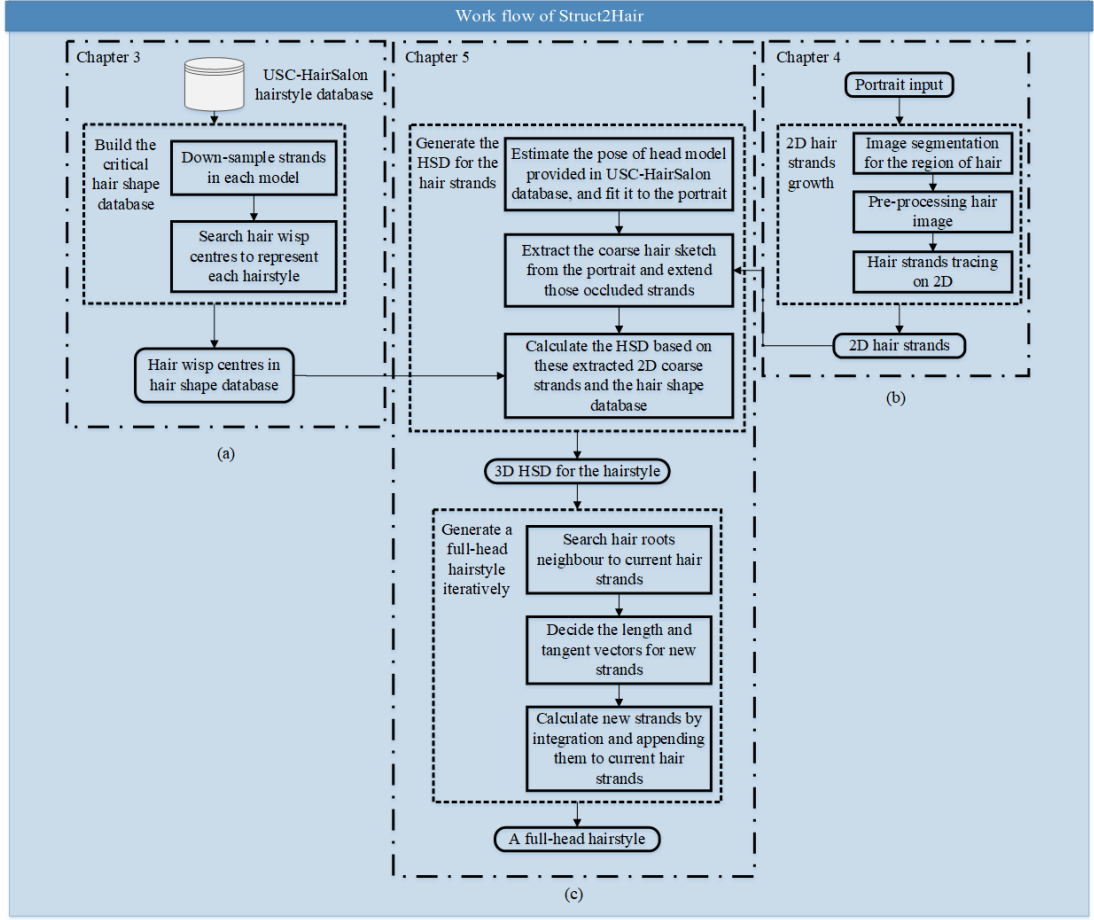 Work flow of Struct2Hair
Chapter 3
USC-HairSalon
hairstyle database
Build the
critical
hair shape
database
Down-sample strands
in each model
Search hair wisp
centres to represent
each hairstyle
Hair wisp centres in
hair shape database
(a)
Chapter 5
Generate the
HSD for the
hair strands
Estimate the pose of head model
provided in USC-HairSalon
database, and fit it to the portrait
Extract the coarse hair sketch
from the portrait and extend
those occluded strands
Calculate the HSD based on
these extracted 2D coarse
strands and the hair shape
database
3D HSD for the hairstyle
Generate a
full-head
hairstyle
iteratively
Search hair roots
neighbour to current hair
strands
Decide the length and
tangent vectors for new
strands
Calculate new strands by
integration and appending
them to current hair
strands
A full-head hairstyle
(c)
Chapter 4
Portrait input
2D hair
strands
growth
Image segmentation
for the region of hair
Pre-processing hair
image
Hair strands tracing
on 2D
2D hair strands
(b)